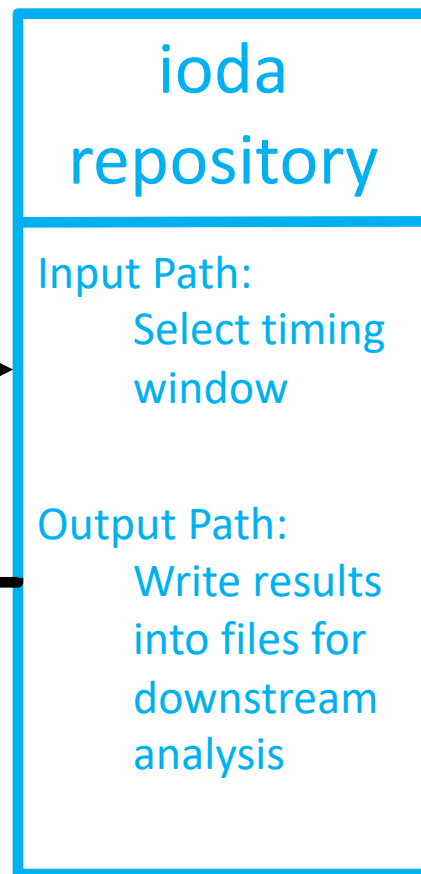 ioda
repository
Input Path:
Select timing
window
Output Path:
Write results
into files for
downstream
analysis